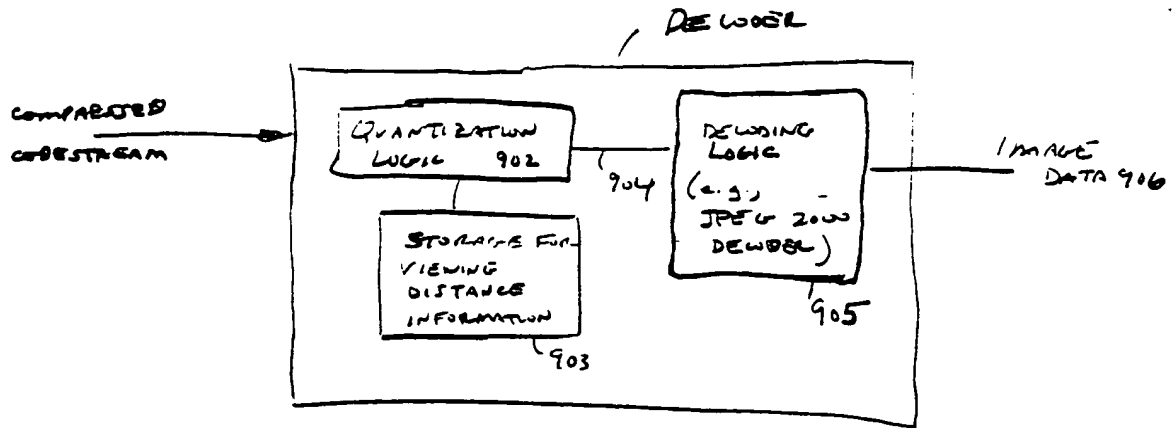 DECODER
COMPRESSED
CODESTREAM
QUANTIZATION
LOGIC 902
904
DECODING
LOGIC
(e.g.,
JPEG 2000
DECODER)
905
IMAGE
DATA 906
STORAGE FOR
VIEWING
DISTANCE
INFORMATION
903